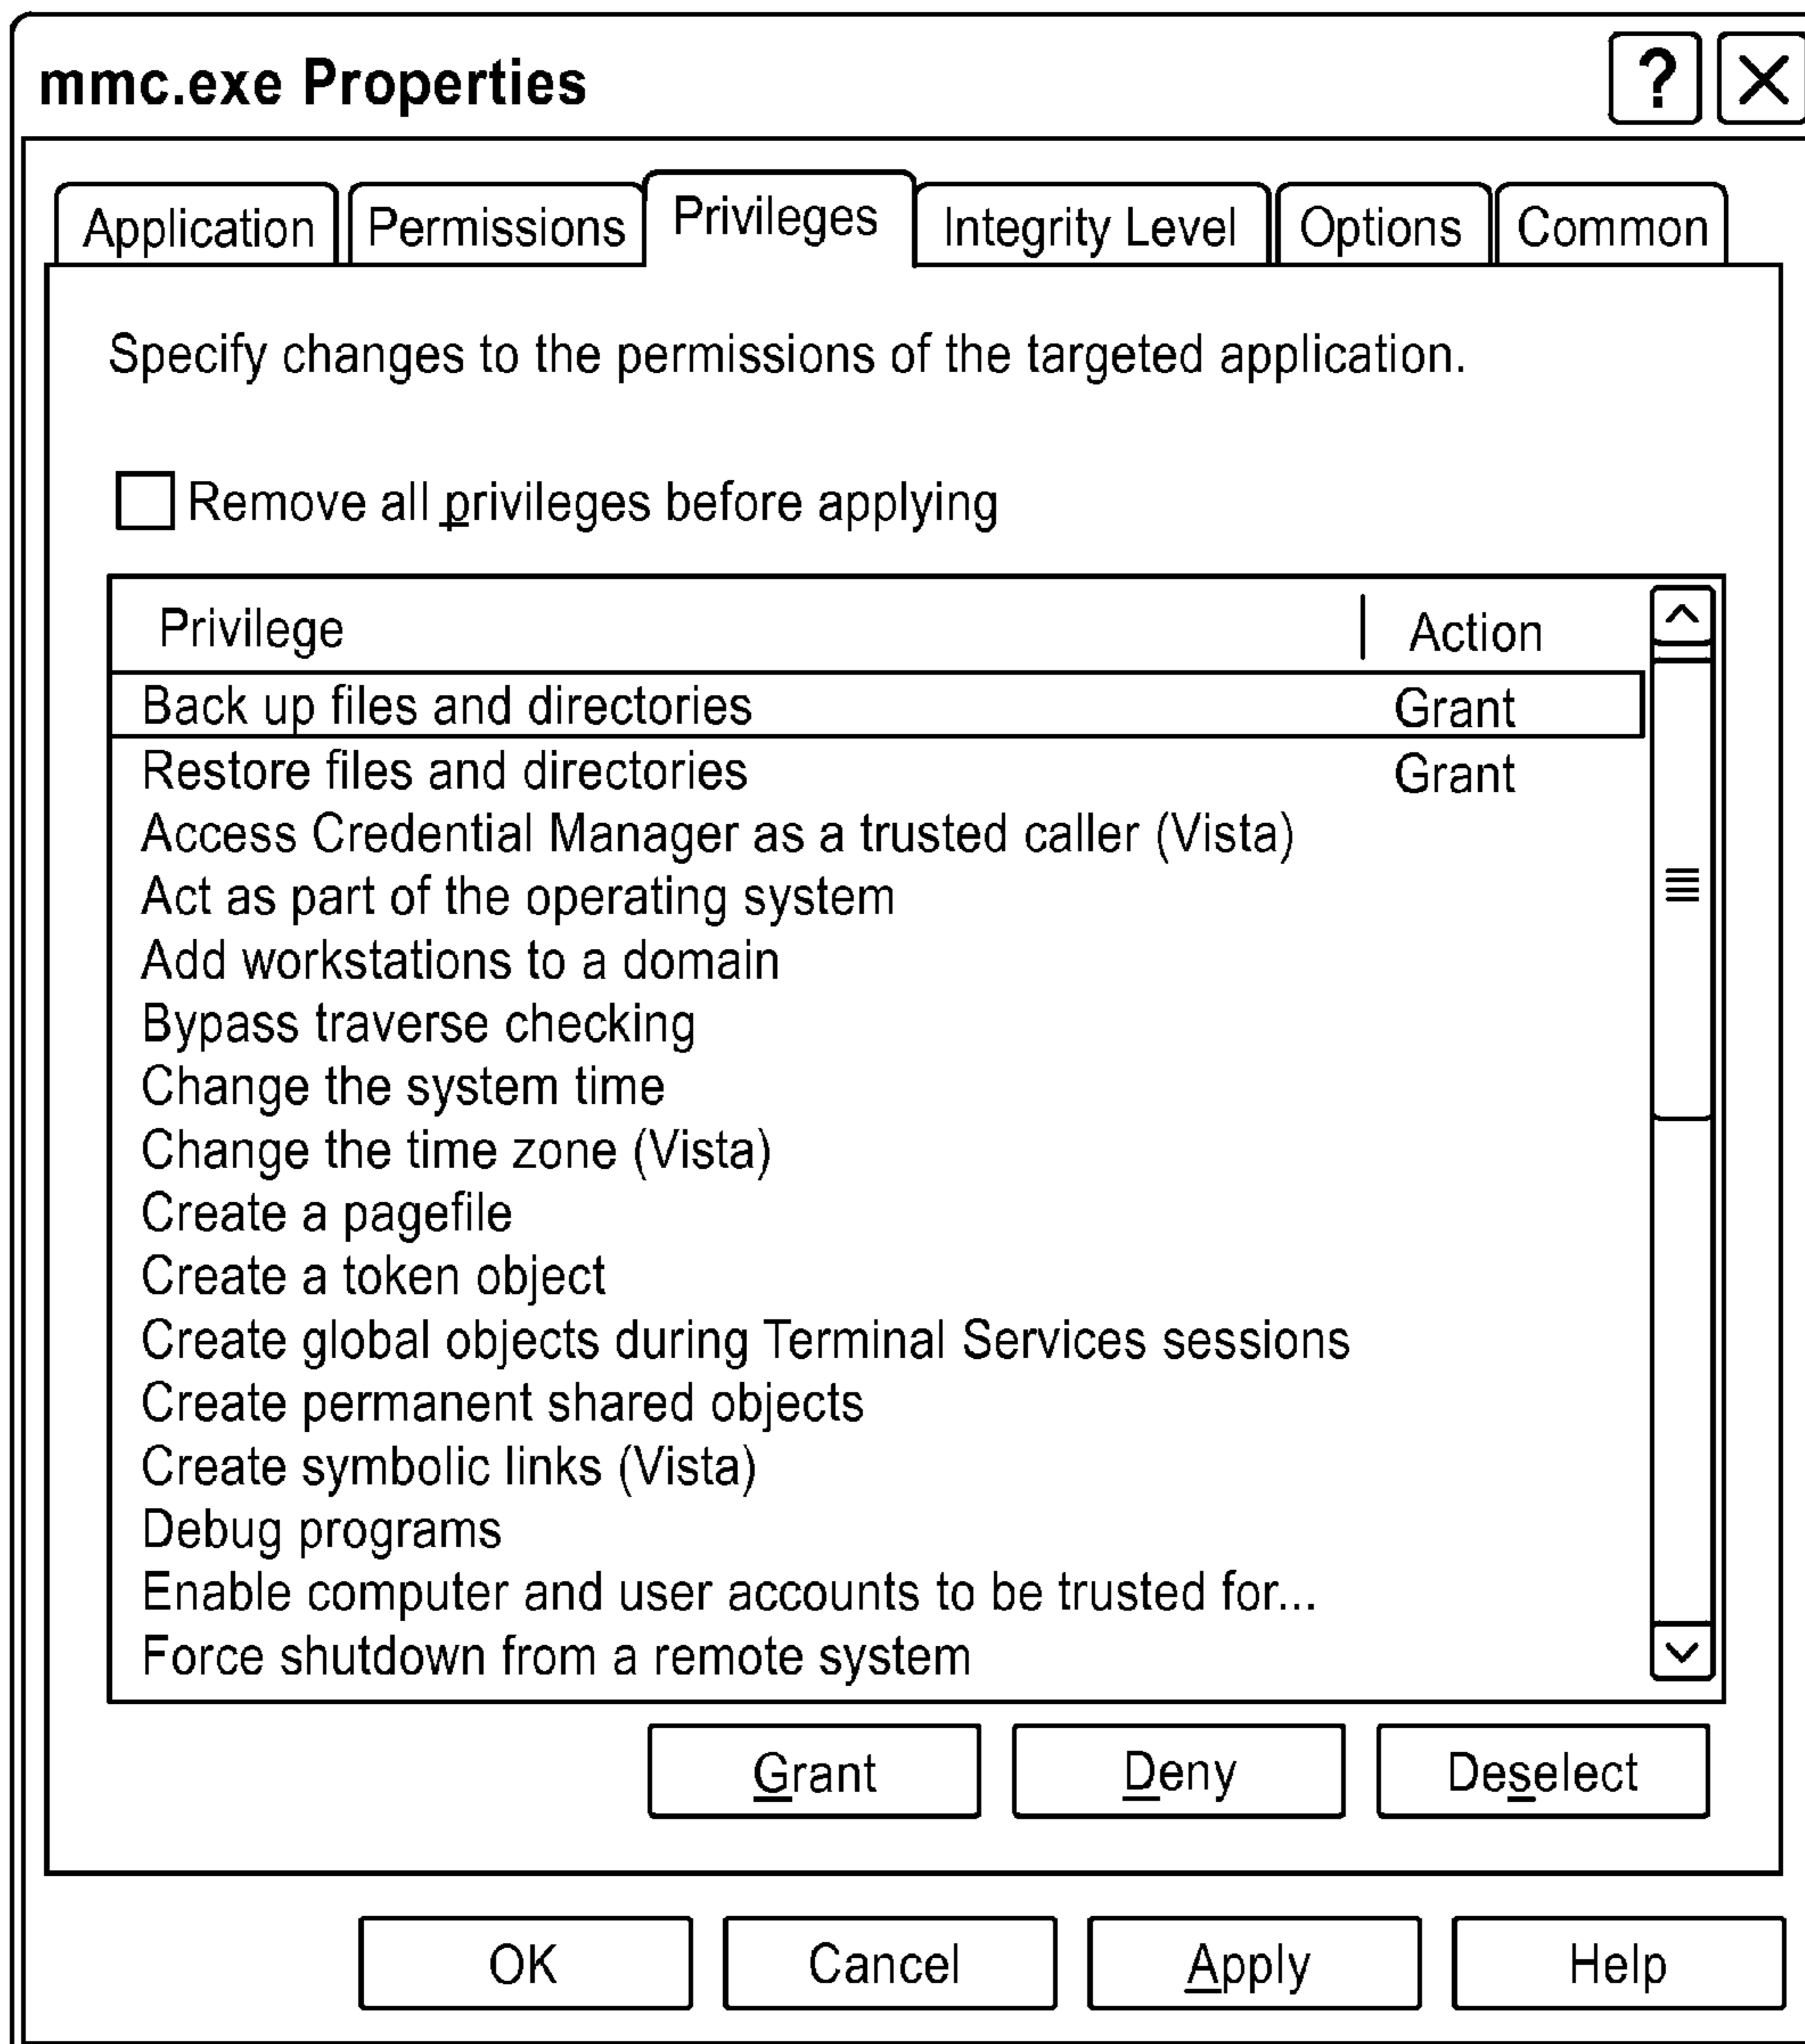 mmc.exe Properties ? X
Application Permissions Privileges Integrity Level Options Common
Specify changes to the permissions of the targeted application.
Remove all privileges before applying
Privilege Action
Back up files and directories Grant
Restore files and directories Grant
Access Credential Manager as a trusted caller (Vista)
Act as part of the operating system
Add workstations to a domain
Bypass traverse checking
Change the system time
Change the time zone (Vista)
Create a pagefile
Create a token object
Create global objects during Terminal Services sessions
Create permanent shared objects
Create symbolic links (Vista)
Debug programs
Enable computer and user accounts to be trusted for...
Force shutdown from a remote system
Grant Deny Deselect
OK Cancel Apply Help